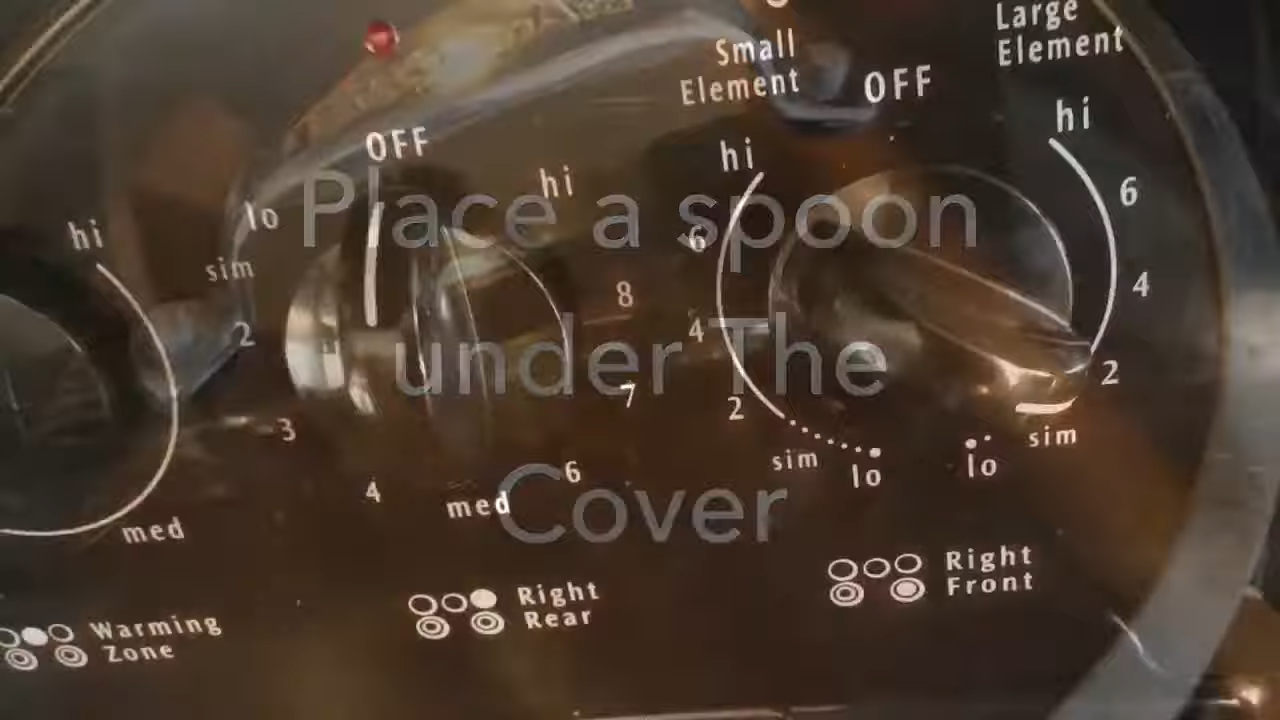 Large
Element
Small
Element
OFF
OFF
hi
hi
hi
hi
lo
sim
2
3
4
med
6
7
8
6
4
2
sim
lo
6
4
2
sim
lo
med
Place a spoon
under The
Cover
Warming
Zone
Right
Rear
Right
Front